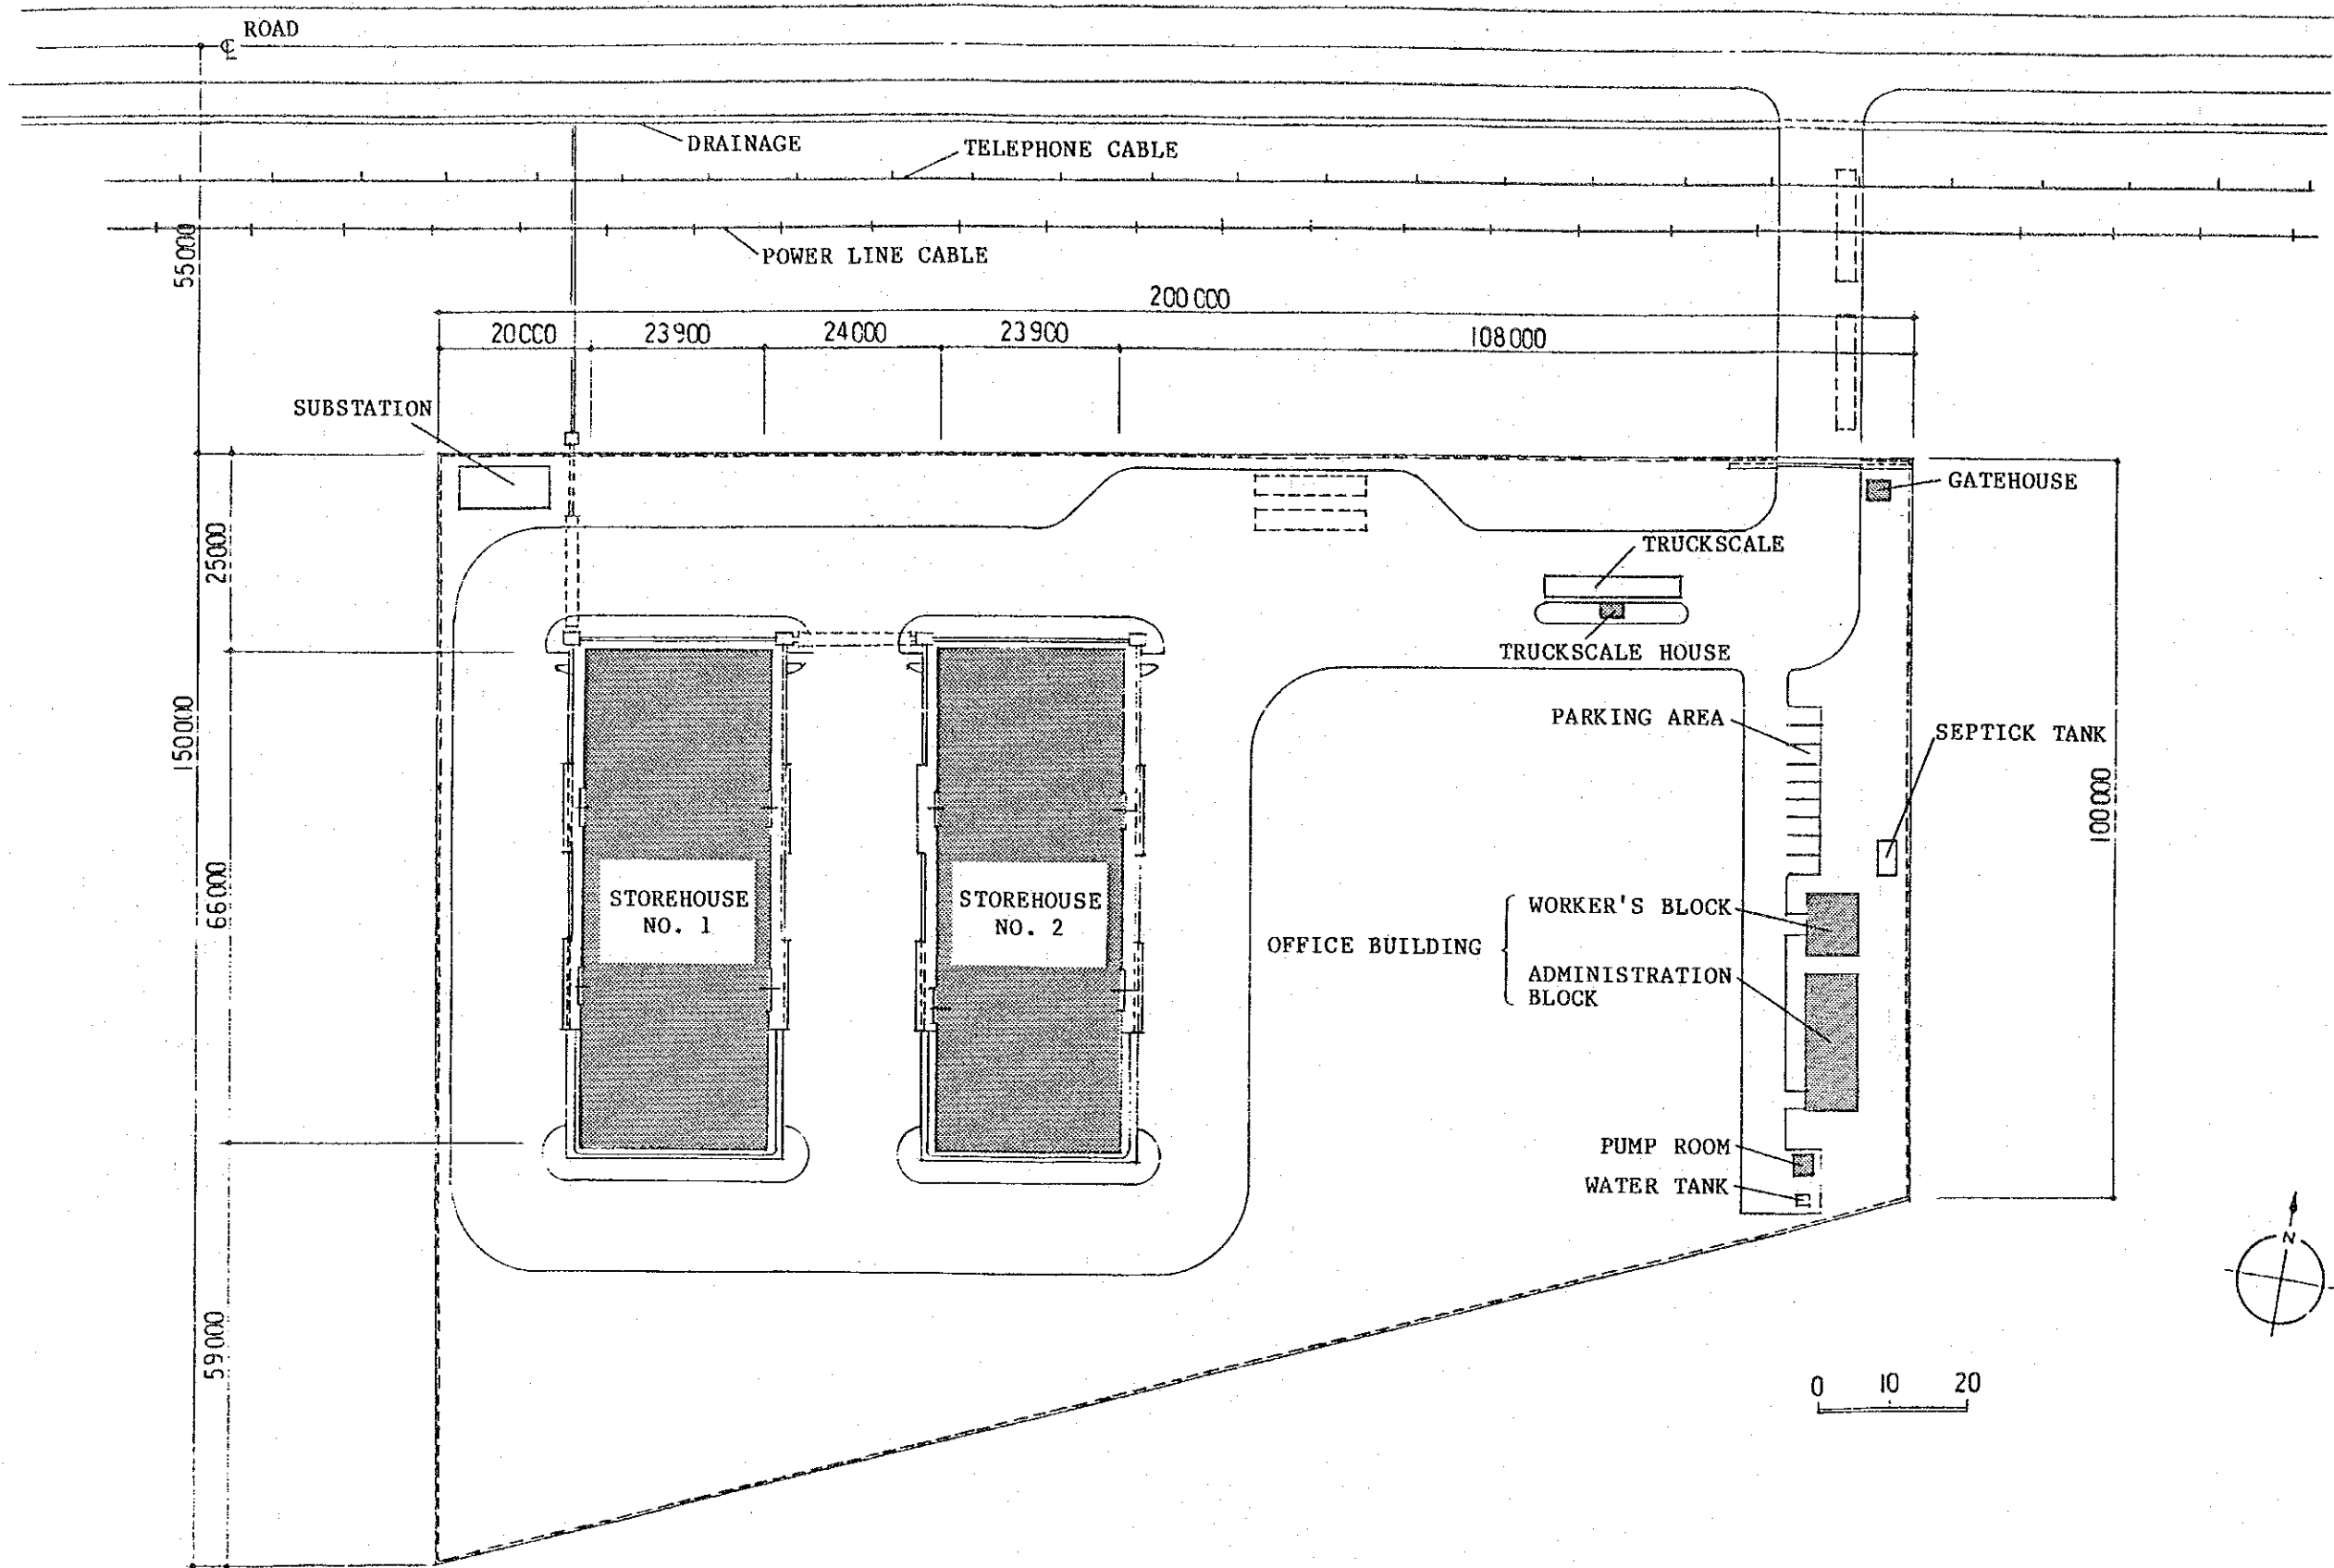 ROAD
℄
DRAINAGE
TELEPHONE CABLE
POWER LINE CABLE
55000
200000
20000
23900
24000
23900
108000
SUBSTATION
GATEHOUSE
25000
TRUCKSCALE
TRUCKSCALE HOUSE
150000
PARKING AREA
SEPTICK TANK
100000
66000
STOREHOUSE
NO. 1
STOREHOUSE
NO. 2
OFFICE BUILDING
WORKER'S BLOCK
ADMINISTRATION
BLOCK
PUMP ROOM
WATER TANK
N
59000
0 10 20